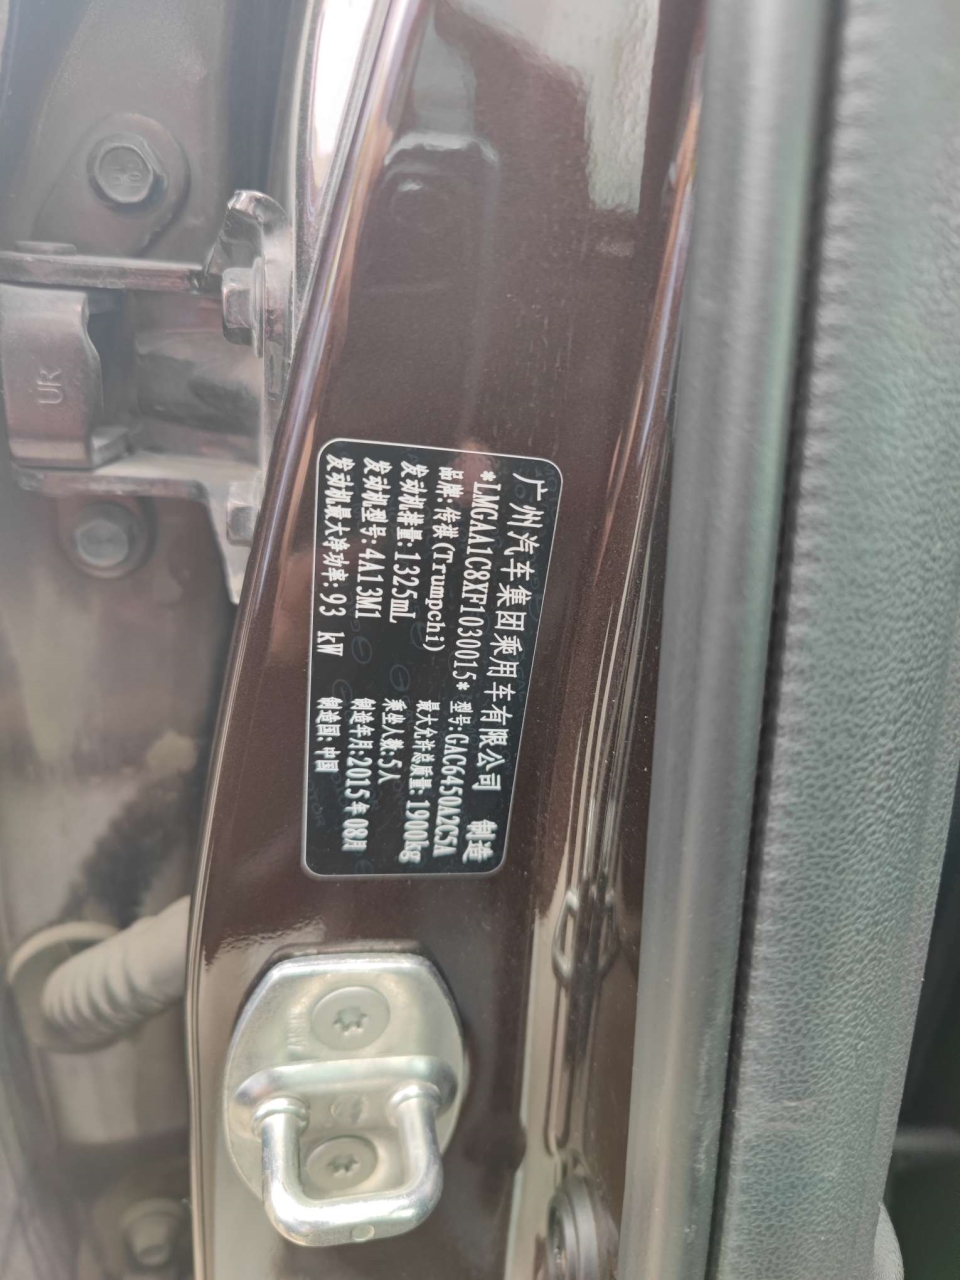 广州汽车集团乘用车有限公司 制造
*LMGAA1C8XF1030015*
品牌:传祺(Trumpchi) 型号:GAC6450A2C5A
发动机排量:1325mL 最大允许总质量:1900kg
发动机型号:4A13M1 乘坐人数:5人
发动机最大净功率:93 kW 制造年月:2015年08月
制造国:中国
UR